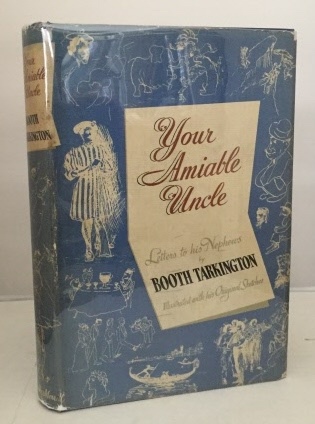 Your
Amiable
Uncle
Letters to his Nephews
by
BOOTH TARKINGTON
Illustrated with his Original Sketches
Your
Amiable
Uncle
BOOTH
TARKINGTON